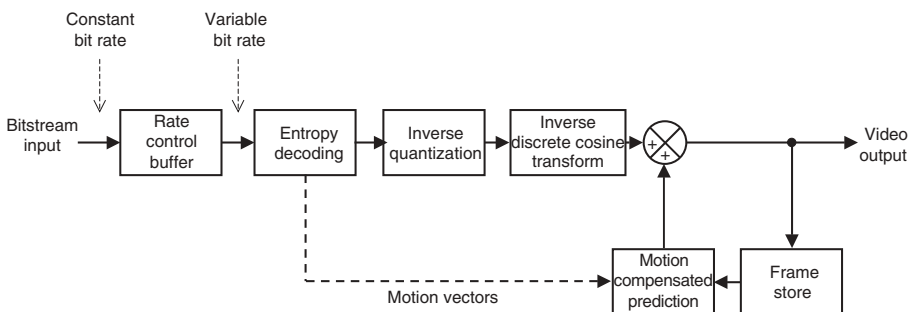 Constant
bit rate
Variable
bit rate
Bitstream
input
Rate
control
buffer
Entropy
decoding
Inverse
quantization
Inverse
discrete cosine
transform
+
+
Video
output
Motion vectors
Motion
compensated
prediction
Frame
store